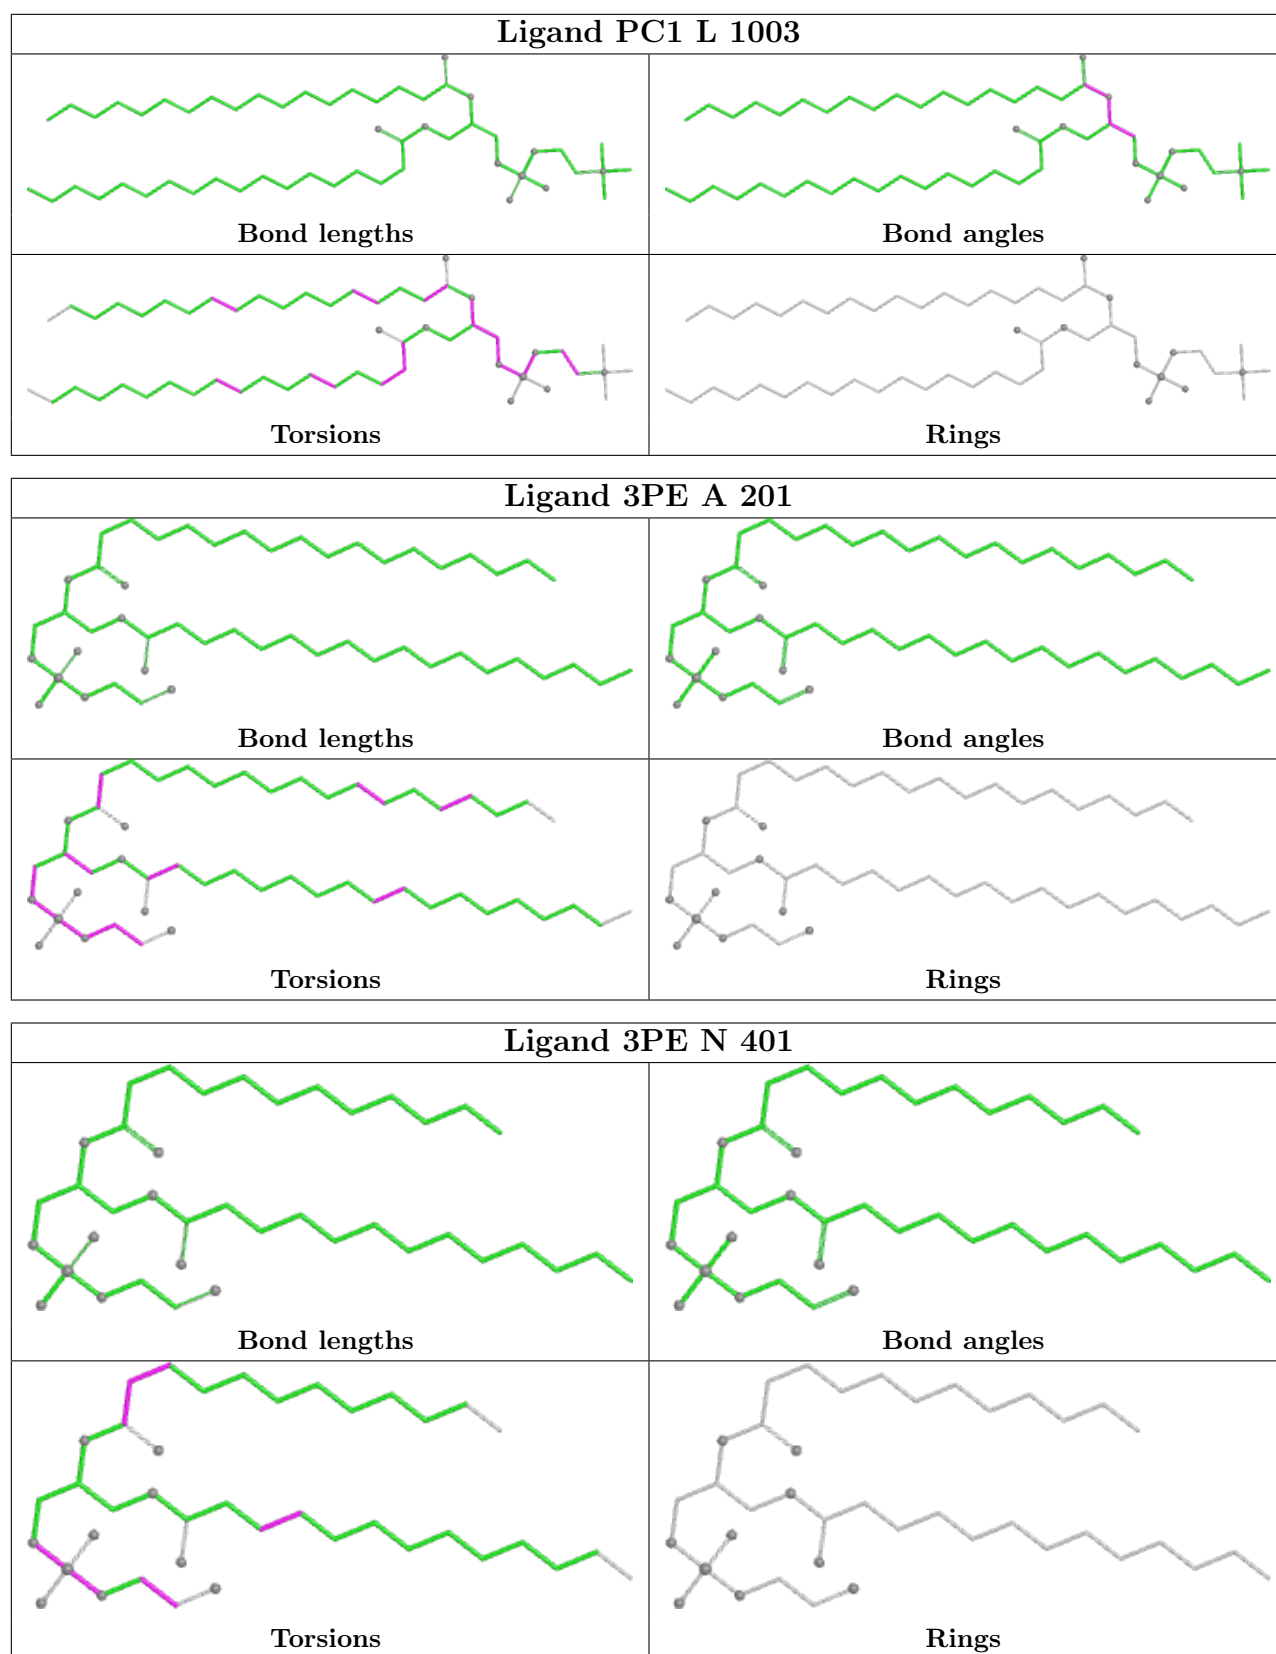 Ligand PC1 L 1003
Bond lengths
Bond angles
Torsions
Rings
Ligand 3PE A 201
Bond lengths
Bond angles
Torsions
Rings
Ligand 3PE N 401
Bond lengths
Bond angles
Torsions
Rings